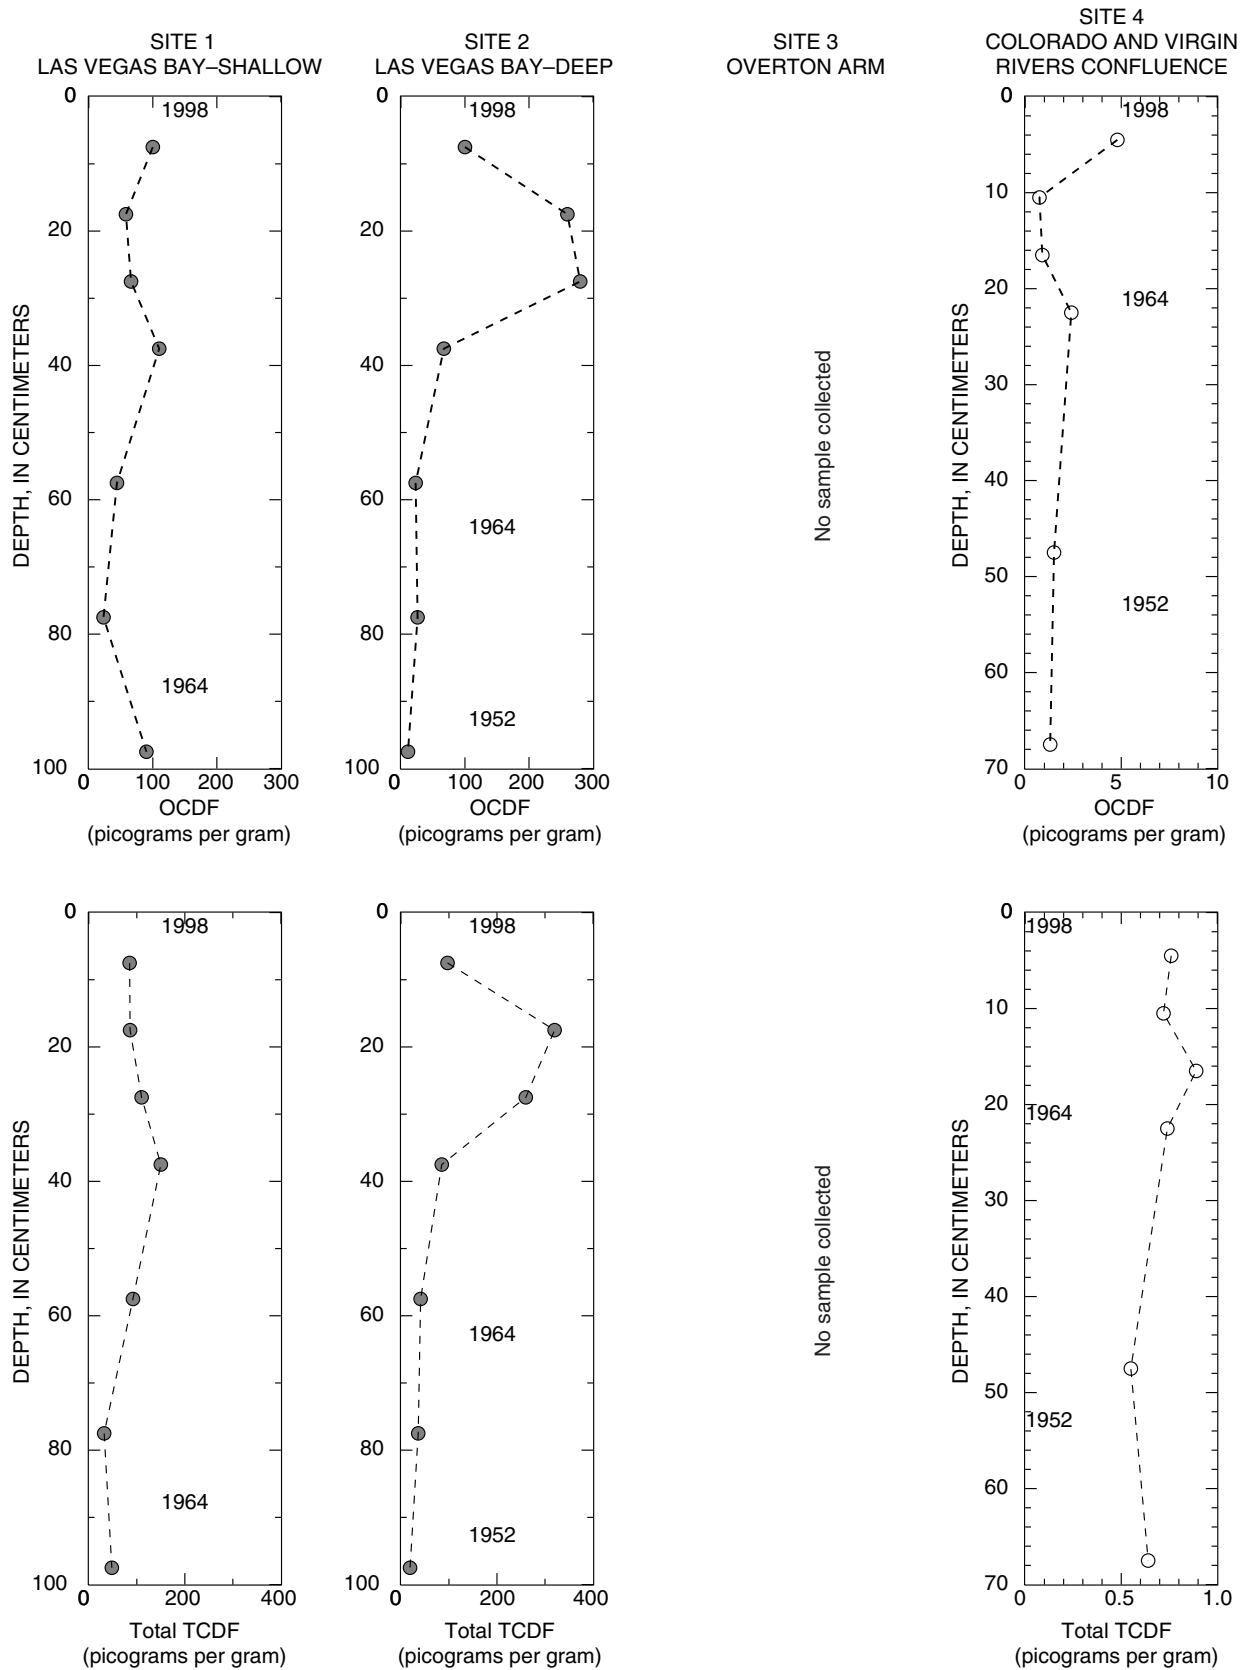 SITE 1
LAS VEGAS BAY–SHALLOW
SITE 2
LAS VEGAS BAY–DEEP
SITE 3
OVERTON ARM
SITE 4
COLORADO AND VIRGIN
RIVERS CONFLUENCE
DEPTH, IN CENTIMETERS
0
20
40
60
80
100
1998
1964
0 100 200 300
OCDF
(picograms per gram)
0
20
40
60
80
100
1998
1964
1952
0 100 200 300
OCDF
(picograms per gram)
No sample collected
DEPTH, IN CENTIMETERS
0
10
20
30
40
50
60
70
1998
1964
1952
0 5 10
OCDF
(picograms per gram)
DEPTH, IN CENTIMETERS
0
20
40
60
80
100
1998
1964
0 200 400
Total TCDF
(picograms per gram)
0
20
40
60
80
100
1998
1964
1952
0 200 400
Total TCDF
(picograms per gram)
No sample collected
DEPTH, IN CENTIMETERS
0
10
20
30
40
50
60
70
1998
1964
1952
0 0.5 1.0
Total TCDF
(picograms per gram)